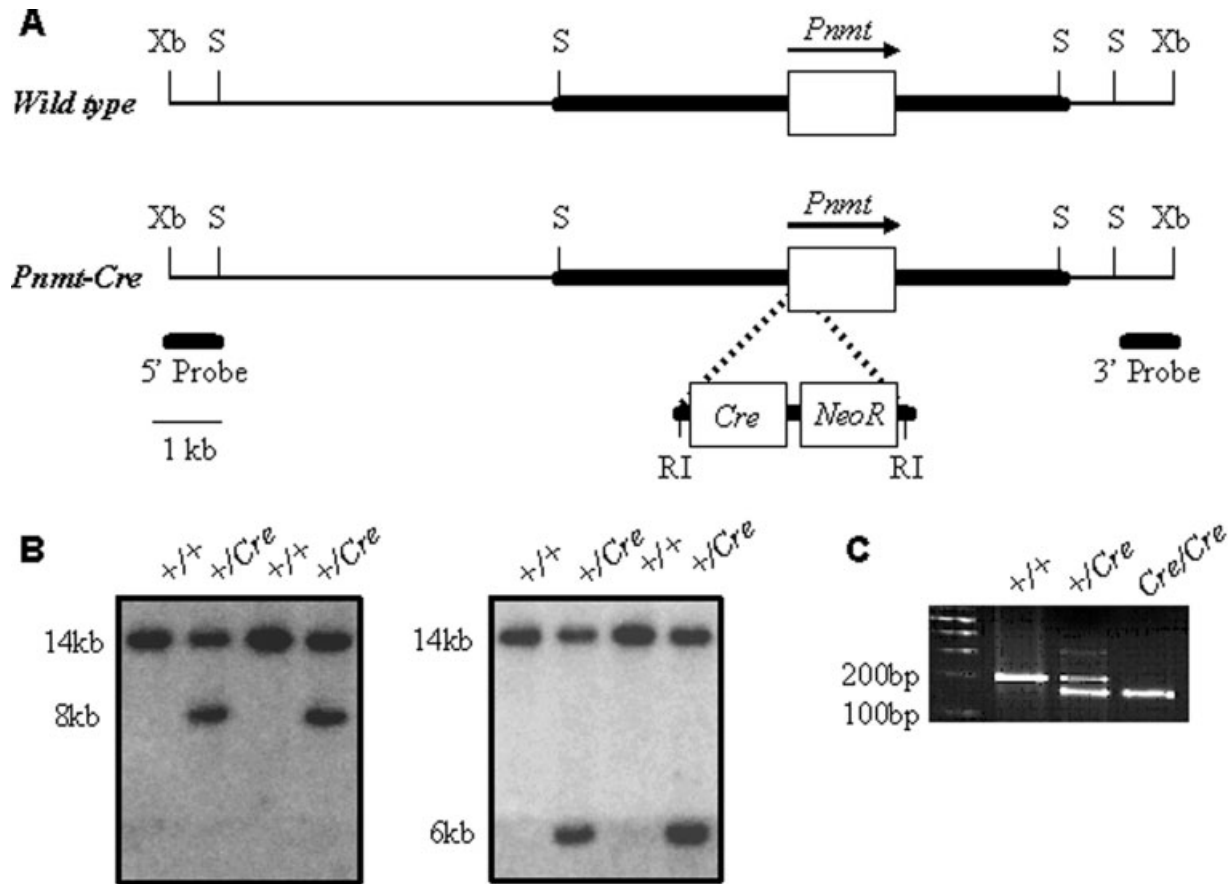 A
Pnmt
Xb S S S S Xb
Wild type
Pnmt
Xb S S S S Xb
Pnmt-Cre
5' Probe
3' Probe
Cre NeoR
1 kb
RI RI
B
+/+ +/Cre +/+ +/Cre
14kb
8kb
+/+ +/Cre +/+ +/Cre
14kb
6kb
C
+/+ +/Cre Cre/Cre
200bp
100bp